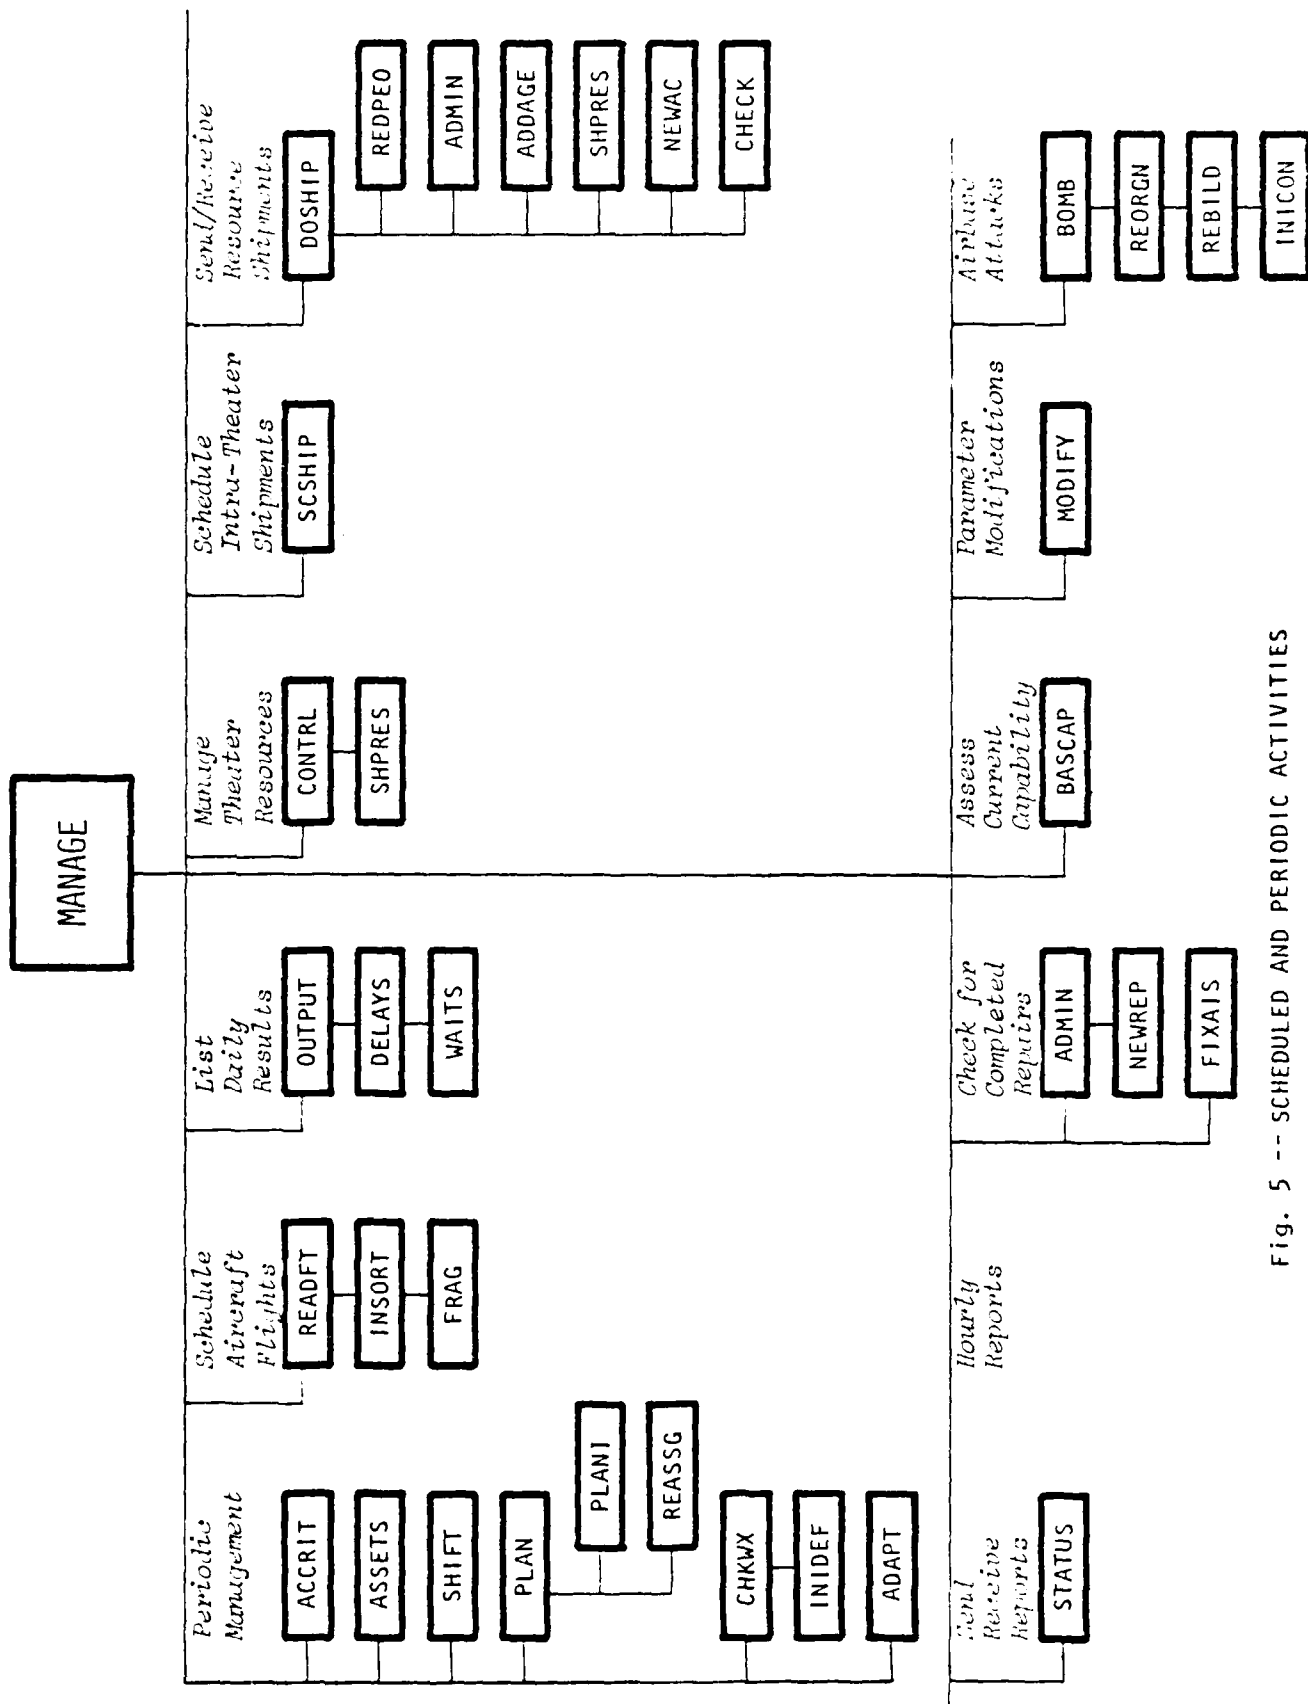 MANAGE
Periodic
Management
ACCRIT
ASSETS
SHIFT
PLAN
PLANI
REASSG
CHKWX
INIDEF
ADAPT
Schedule
Aircraft
Flights
READFT
INSORT
FRAG
List
Daily
Results
OUTPUT
DELAYS
WAITS
Manage
Theater
Resources
CONTRL
SHPRES
Schedule
Intra-Theater
Shipments
SCSHIP
Send/Receive
Resource
Shipments
DOSHIP
REDPEO
ADMIN
ADDAGE
SHPRES
NEWAC
CHECK
Send
Receive
Reports
STATUS
Hourly
Reports
Check for
Completed
Repairs
ADMIN
NEWREP
FIXAIS
Assess
Current
Capability
BASCAP
Parameter
Modifications
MODIFY
Airbase
Attacks
BOMB
REORGN
REBILD
INICON
Fig. 5 -- SCHEDULED AND PERIODIC ACTIVITIES